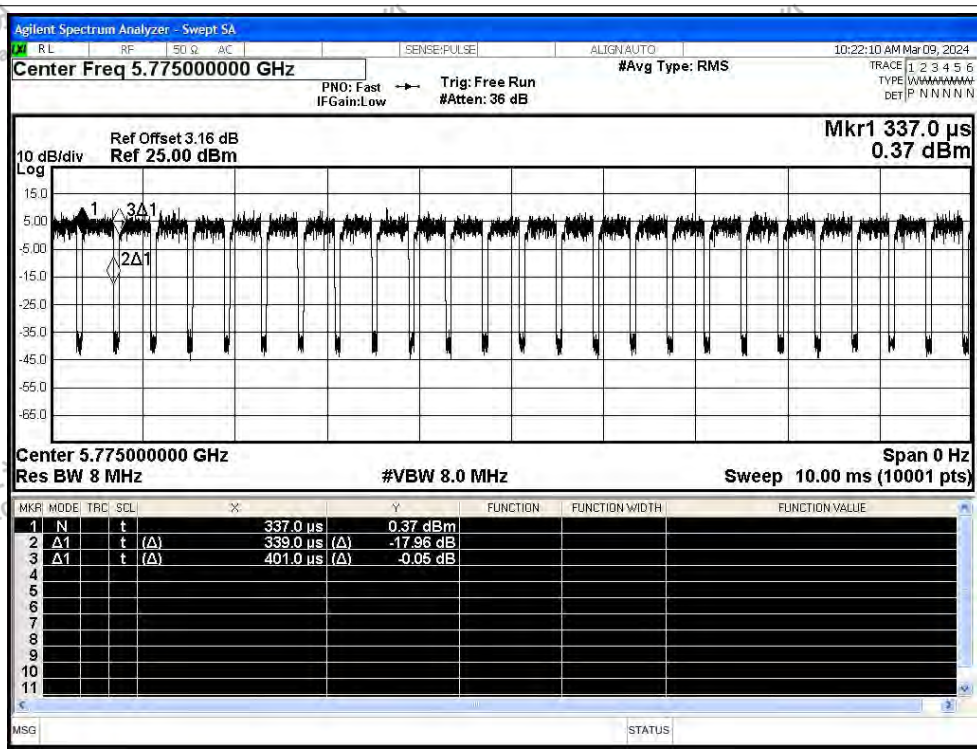 Agilent Spectrum Analyzer - Swept SA
RL RF 50 Ω AC SENSE:PULSE ALIGN AUTO 10:22:10 AM Mar 09, 2024
Center Freq 5.775000000 GHz #Avg Type: RMS TRACE 1 2 3 4 5 6
PNO: Fast Trig: Free Run TYPE
IFGain:Low #Atten: 36 dB DET P N N N N N
Mkr1 337.0 µs
0.37 dBm
Ref Offset 3.16 dB
10 dB/div Ref 25.00 dBm
Log
15.0
5.00
-5.00
-15.0
-25.0
-35.0
-45.0
-55.0
-65.0
1 3Δ1
2Δ1
Center 5.775000000 GHz Span 0 Hz
Res BW 8 MHz #VBW 8.0 MHz Sweep 10.00 ms (10001 pts)
MKR MODE TRC SCL X Y FUNCTION FUNCTION WIDTH FUNCTION VALUE
1 N t 337.0 µs 0.37 dBm
2 Δ1 t (Δ) 339.0 µs (Δ) -17.96 dB
3 Δ1 t (Δ) 401.0 µs (Δ) -0.05 dB
4
5
6
7
8
9
10
11
MSG STATUS